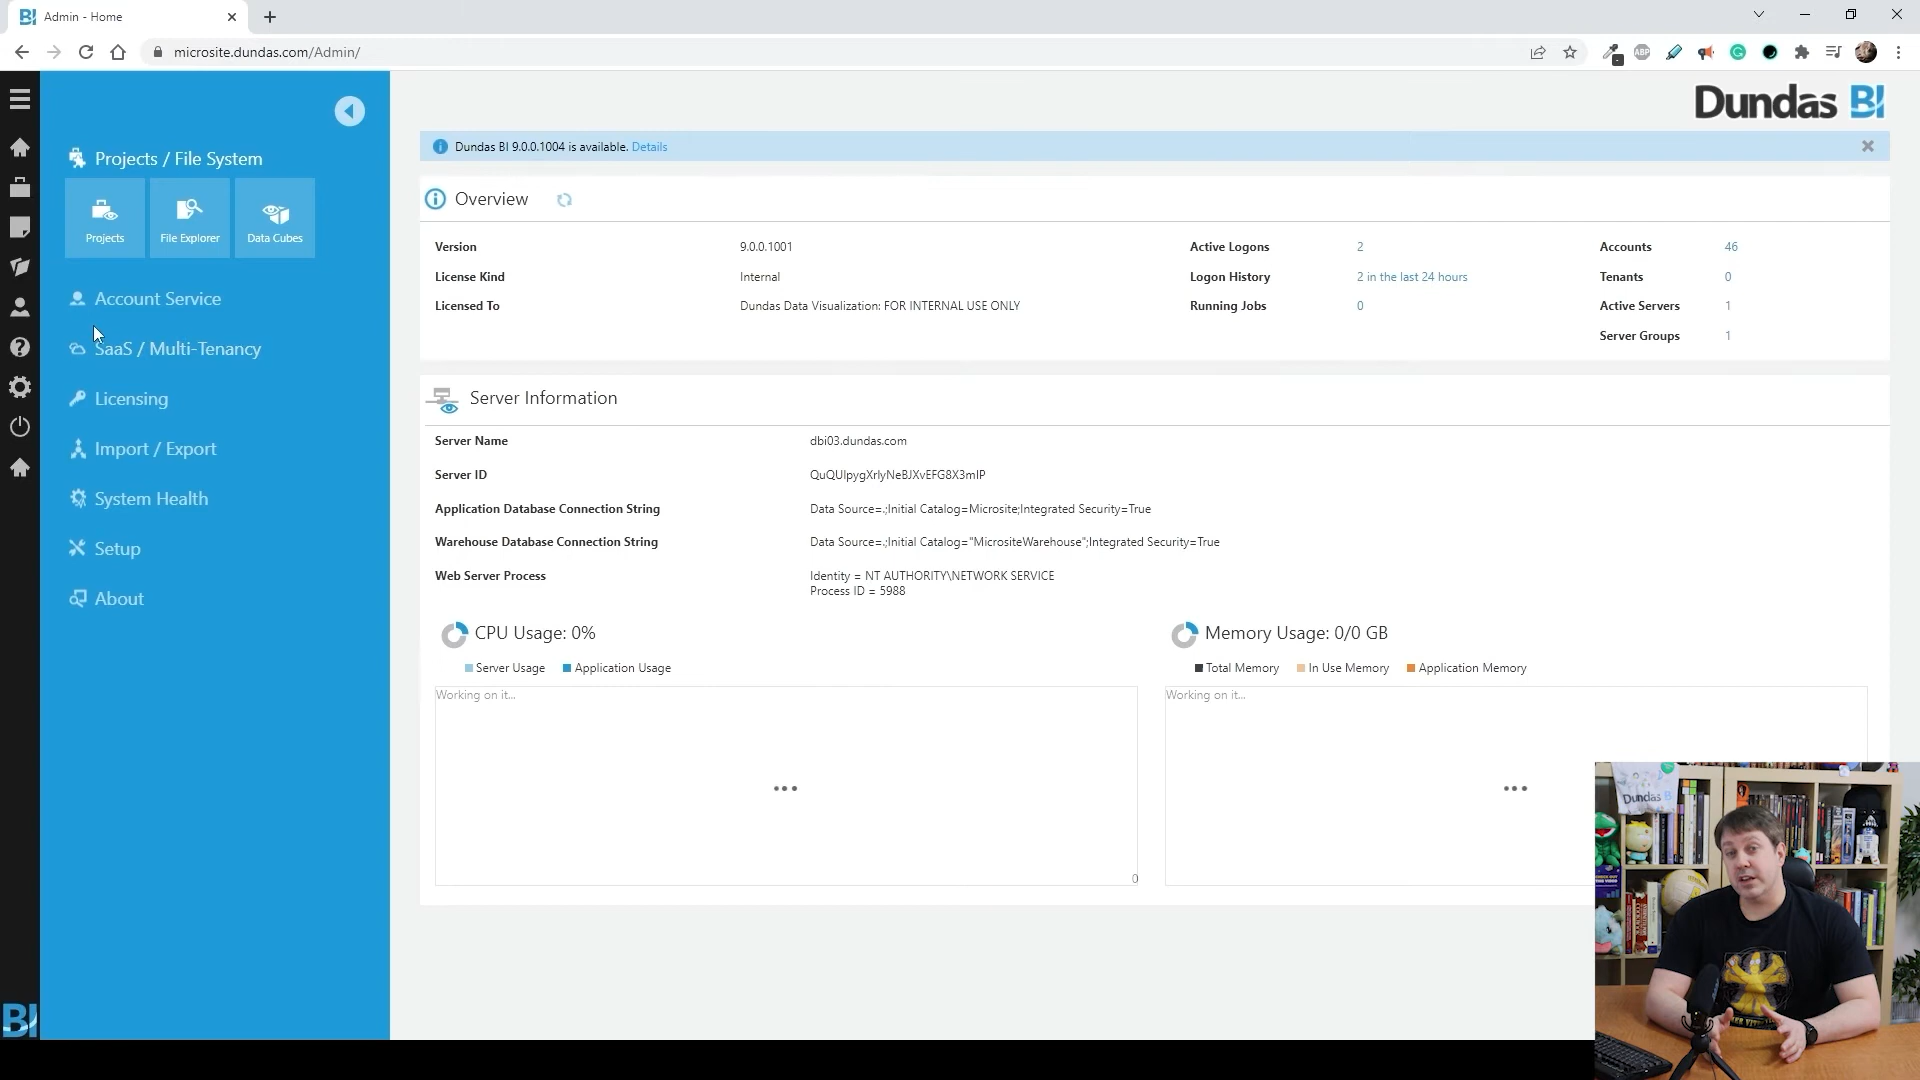 BI Admin - Home
microsite.dundas.com/Admin/
ABP
Dundas BI
Dundas BI 9.0.0.1004 is available. Details
Projects / File System
Projects
File Explorer
Data Cubes
Account Service
SaaS / Multi-Tenancy
Licensing
Import / Export
System Health
Setup
About
BI
Overview
Version 9.0.0.1001
License Kind Internal
Licensed To Dundas Data Visualization: FOR INTERNAL USE ONLY
Active Logons 2
Logon History 2 in the last 24 hours
Running Jobs 0
Accounts 46
Tenants 0
Active Servers 1
Server Groups 1
Server Information
Server Name dbi03.dundas.com
Server ID QuQUlpygXrlyNeBJXvEFG8X3mIP
Application Database Connection String Data Source=.;Initial Catalog=Microsite;Integrated Security=True
Warehouse Database Connection String Data Source=.;Initial Catalog="MicrositeWarehouse";Integrated Security=True
Web Server Process Identity = NT AUTHORITY\NETWORK SERVICE
Process ID = 5988
CPU Usage: 0%
Server Usage Application Usage
Working on it...
0
Memory Usage: 0/0 GB
Total Memory In Use Memory Application Memory
Working on it...
Dundas B